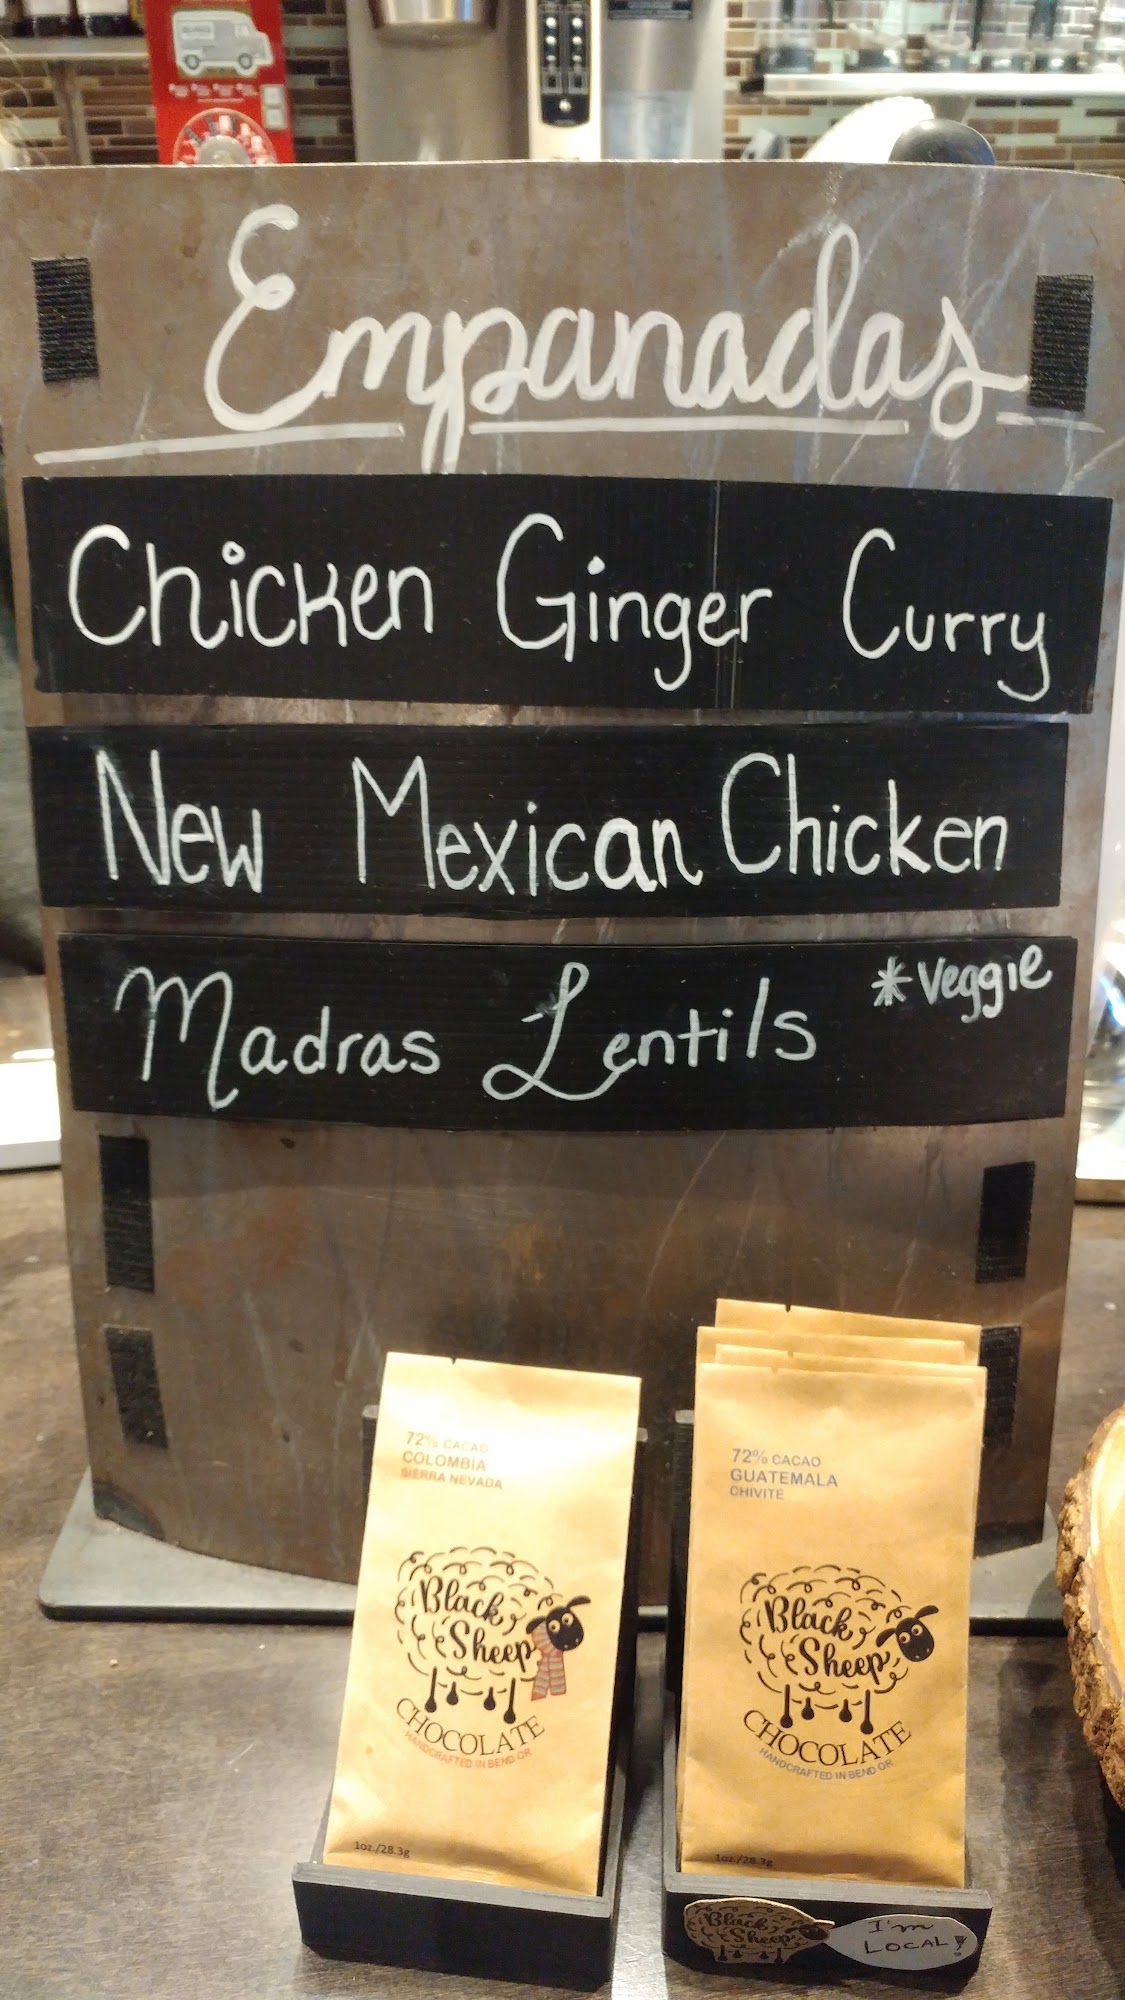 Empanadas
Chicken Ginger Curry
New Mexican Chicken
Madras Lentils *Veggie
72% CACAO
COLOMBIA
SIERRA NEVADA
Black
Sheep
CHOCOLATE
HANDCRAFTED IN BEND OR
1oz./28.3g
72% CACAO
GUATEMALA
CHIVITE
Black
Sheep
CHOCOLATE
HANDCRAFTED IN BEND OR
1oz./28.3g
Black
Sheep
I'm
LOCAL